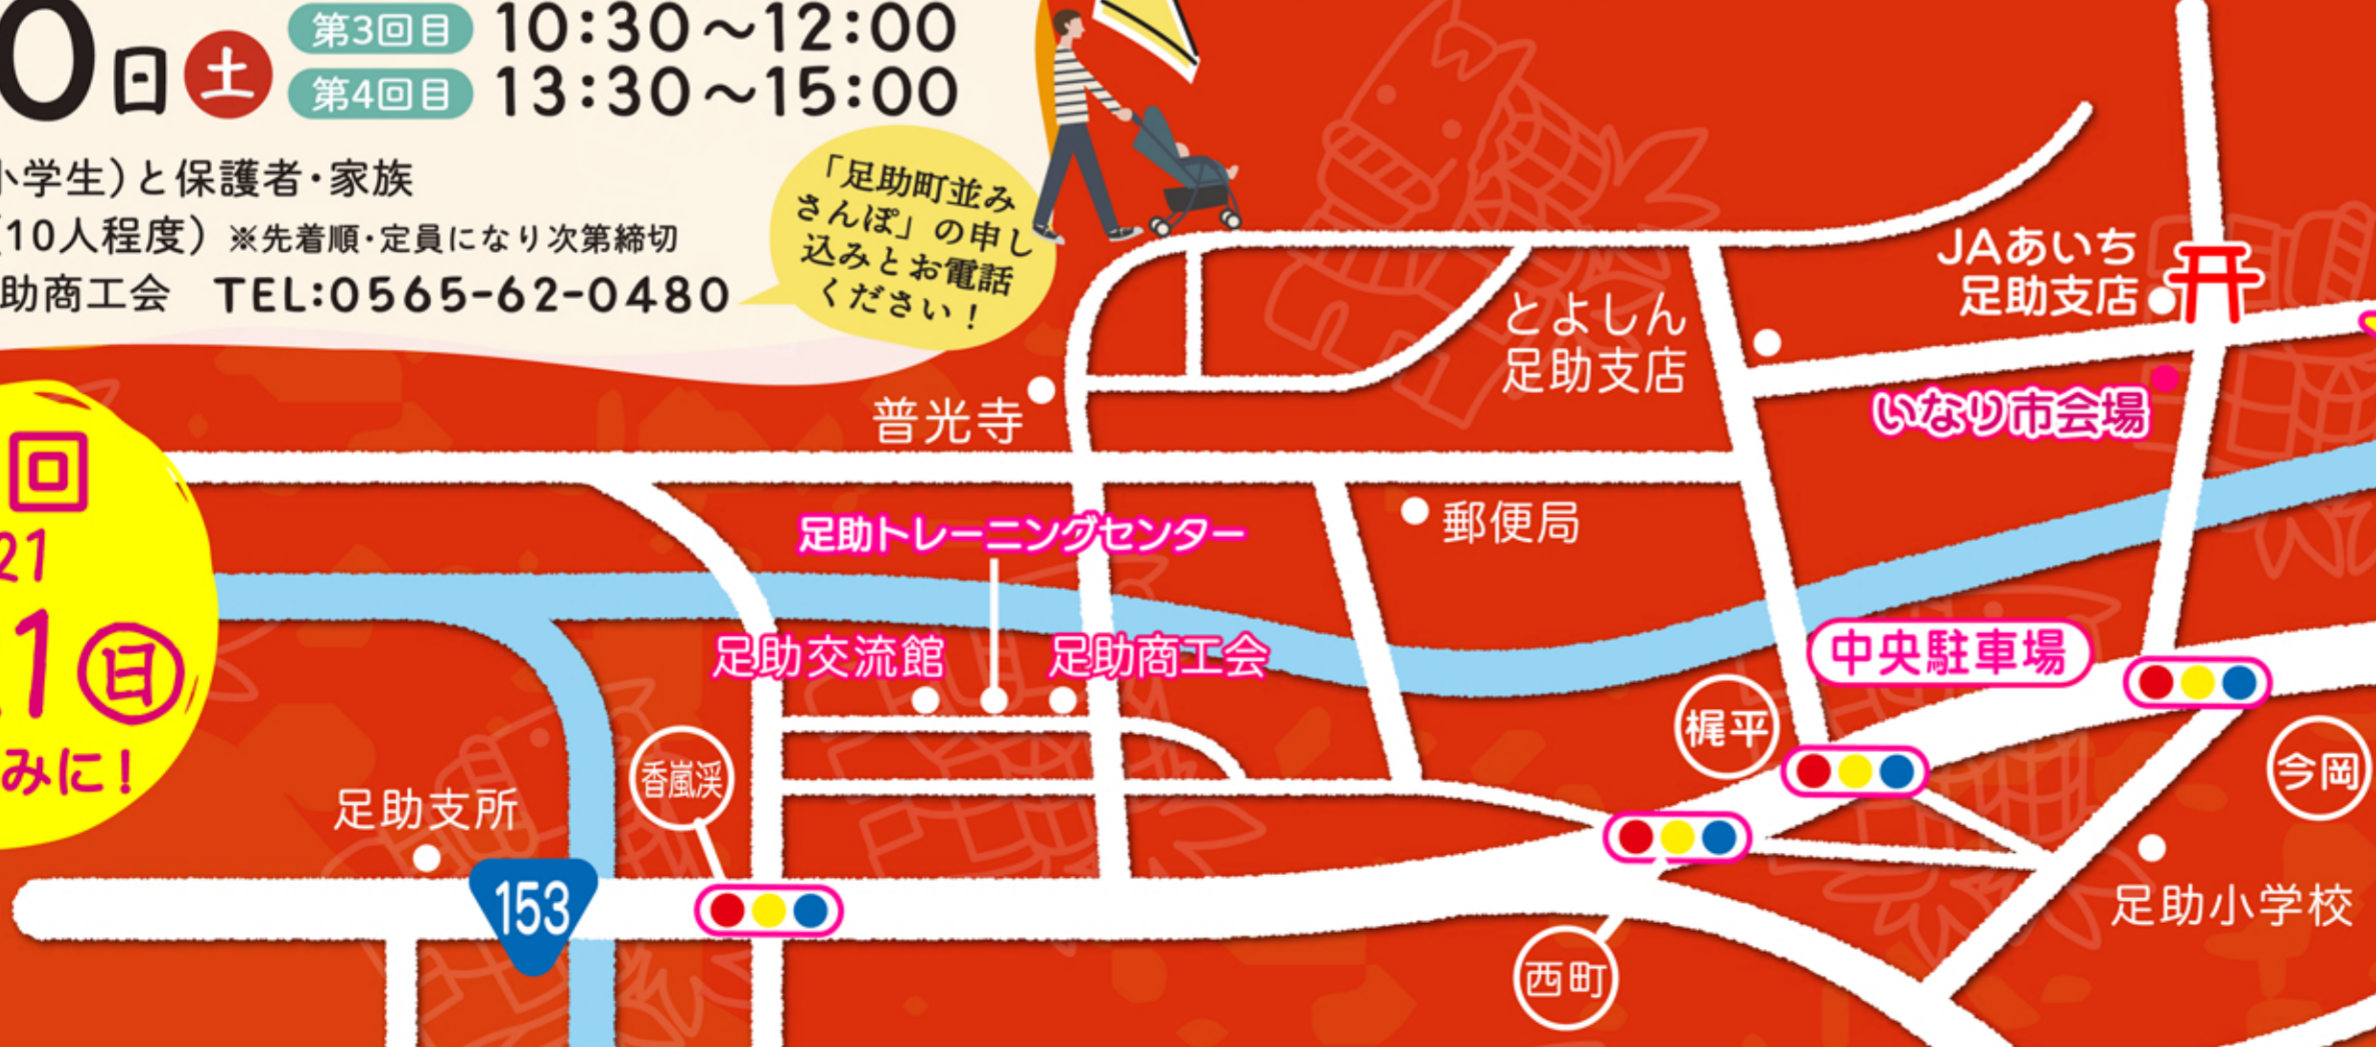 0日土
第3回目 10:30～12:00
第4回目 13:30～15:00
小学生)と保護者・家族
(10人程度) ※先着順・定員になり次第締切
助商工会 TEL:0565-62-0480
「足助町並み
さんぽ」の申し
込みとお電話
ください！
回
21
1㊐
みに！
JAあいち
足助支店
とよしん
足助支店
普光寺
いなり市会場
郵便局
足助トレーニングセンター
足助交流館
足助商工会
中央駐車場
梶平
香嵐渓
今岡
足助支所
153
足助小学校
西町